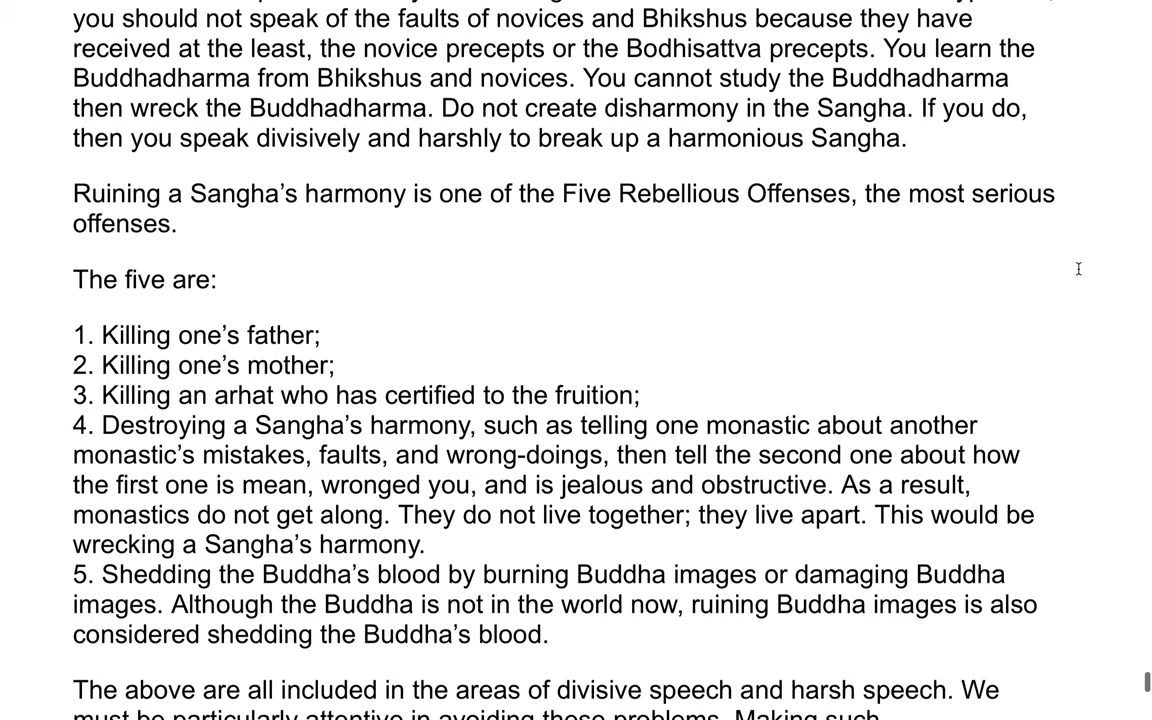 you should not speak of the faults of novices and Bhikshus because they have
received at the least, the novice precepts or the Bodhisattva precepts. You learn the
Buddhadharma from Bhikshus and novices. You cannot study the Buddhadharma
then wreck the Buddhadharma. Do not create disharmony in the Sangha. If you do,
then you speak divisively and harshly to break up a harmonious Sangha.
Ruining a Sangha’s harmony is one of the Five Rebellious Offenses, the most serious
offenses.
The five are:
1. Killing one’s father;
2. Killing one’s mother;
3. Killing an arhat who has certified to the fruition;
4. Destroying a Sangha’s harmony, such as telling one monastic about another
monastic’s mistakes, faults, and wrong-doings, then tell the second one about how
the first one is mean, wronged you, and is jealous and obstructive. As a result,
monastics do not get along. They do not live together; they live apart. This would be
wrecking a Sangha’s harmony.
5. Shedding the Buddha’s blood by burning Buddha images or damaging Buddha
images. Although the Buddha is not in the world now, ruining Buddha images is also
considered shedding the Buddha’s blood.
The above are all included in the areas of divisive speech and harsh speech. We
must be particularly attentive in avoiding these problems. Making such